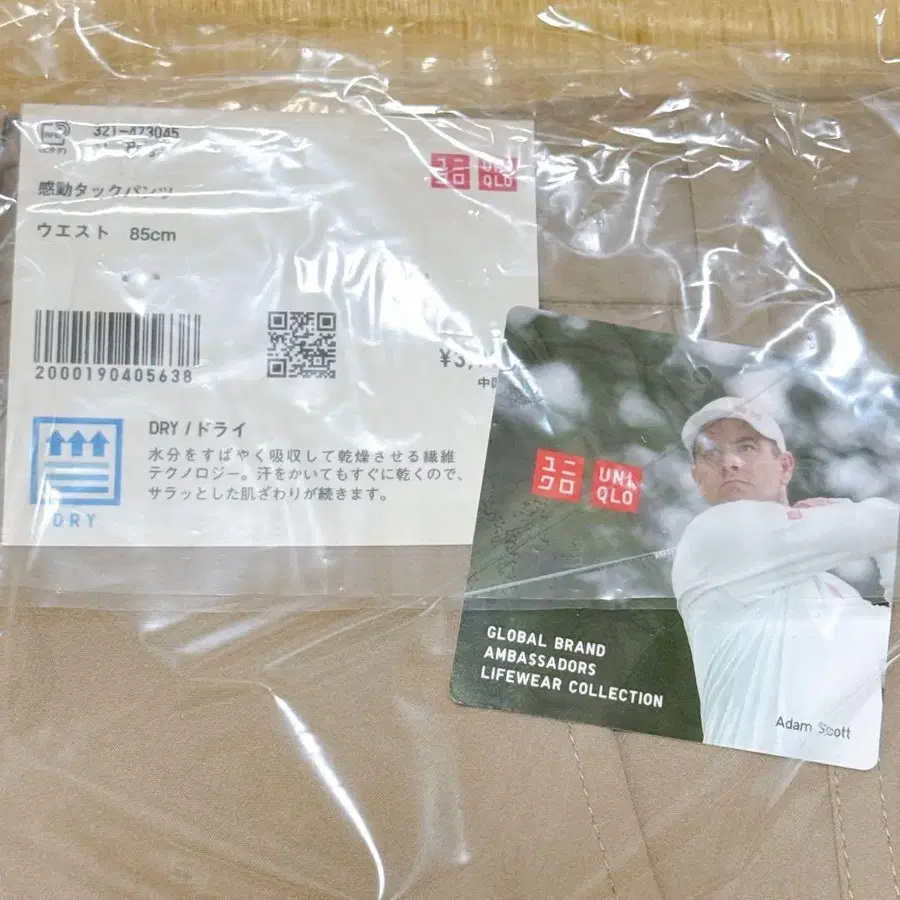 321-473045
感動タックパンツ
ユニ
クロ
UNI
QLO
ウエスト 85cm
2000190405638
DRY / ドライ
水分をすばやく吸収して乾燥させる繊維
テクノロジー。汗をかいてもすぐに乾くので、
サラッとした肌ざわりが続きます。
DRY
ユニ
クロ
UNI
QLO
GLOBAL BRAND
AMBASSADORS
LIFEWEAR COLLECTION
Adam Scott